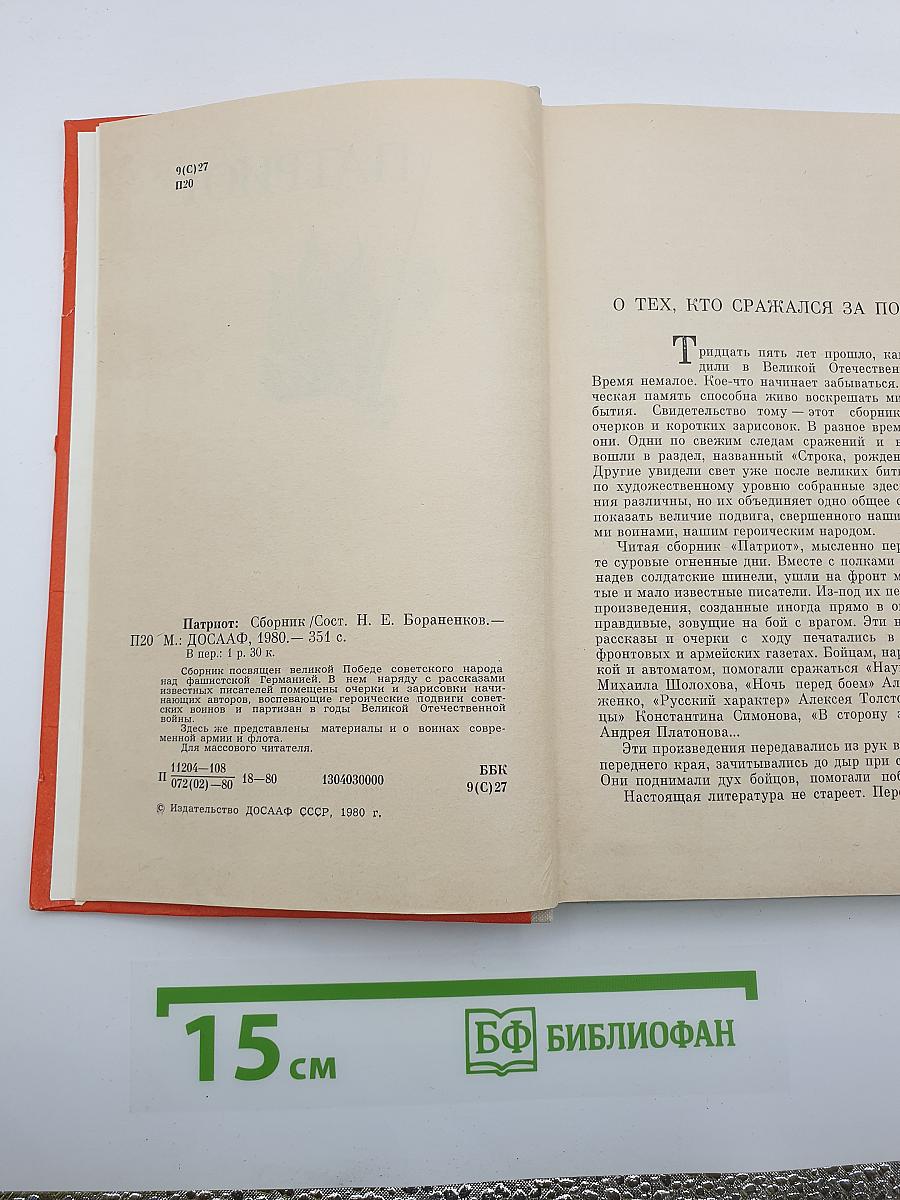 9(С)27
П20
Патриот: Сборник /Сост. Н. Е. Бораненков.—
П20 М.: ДОСААФ, 1980.— 351 с.
В пер.: 1 р. 30 к.
Сборник посвящен великой Победе советского народа
над фашистской Германией. В нем наряду с рассказами
известных писателей помещены очерки и зарисовки начи-
нающих авторов, воспевающие героические подвиги совет-
ских воинов и партизан в годы Великой Отечественной
войны.
Здесь же представлены материалы и о воинах совре-
менной армии и флота.
Для массового читателя.
П 11204—108
072(02)—80 18—80 1304030000
ББК
9(С)27
© Издательство ДОСААФ СССР, 1980 г.
О ТЕХ, КТО СРАЖАЛСЯ ЗА ПО
Тридцать пять лет прошло, ка
дили в Великой Отечествен
Время немалое. Кое-что начинает забываться.
ческая память способна живо воскрешать ми
бытия. Свидетельство тому — этот сборник
очерков и коротких зарисовок. В разное врем
они. Одни по свежим следам сражений и н
вошли в раздел, названный «Строка, рожден
Другие увидели свет уже после великих битв
по художественному уровню собранные здес
ния различны, но их объединяет одно общее с
показать величие подвига, свершенного наши
ми воинами, нашим героическим народом.
Читая сборник «Патриот», мысленно пер
те суровые огненные дни. Вместе с полками
надев солдатские шинели, ушли на фронт м
тые и мало известные писатели. Из-под их пе
произведения, созданные иногда прямо в о
правдивые, зовущие на бой с врагом. Эти н
рассказы и очерки с ходу печатались в
фронтовых и армейских газетах. Бойцам, нар
кой и автоматом, помогали сражаться «Нау
Михаила Шолохова, «Ночь перед боем» Але
женко, «Русский характер» Алексея Толсто
цы» Константина Симонова, «В сторону з
Андрея Платонова...
Эти произведения передавались из рук в
переднего края, зачитывались до дыр при с
Они поднимали дух бойцов, помогали поб
Настоящая литература не стареет. Пере
15 см
БФ БИБЛИОФАН